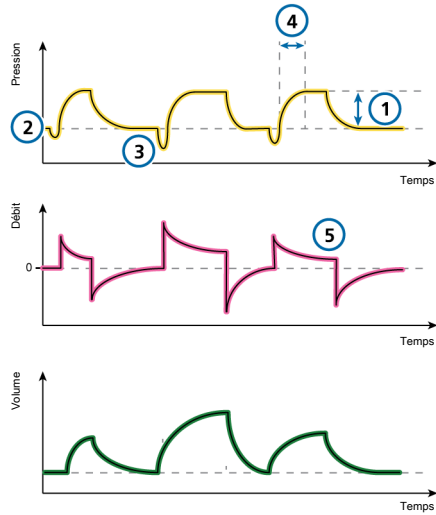 4
Pression
1
2
3
Temps
Débit
5
0
Temps
Volume
Temps